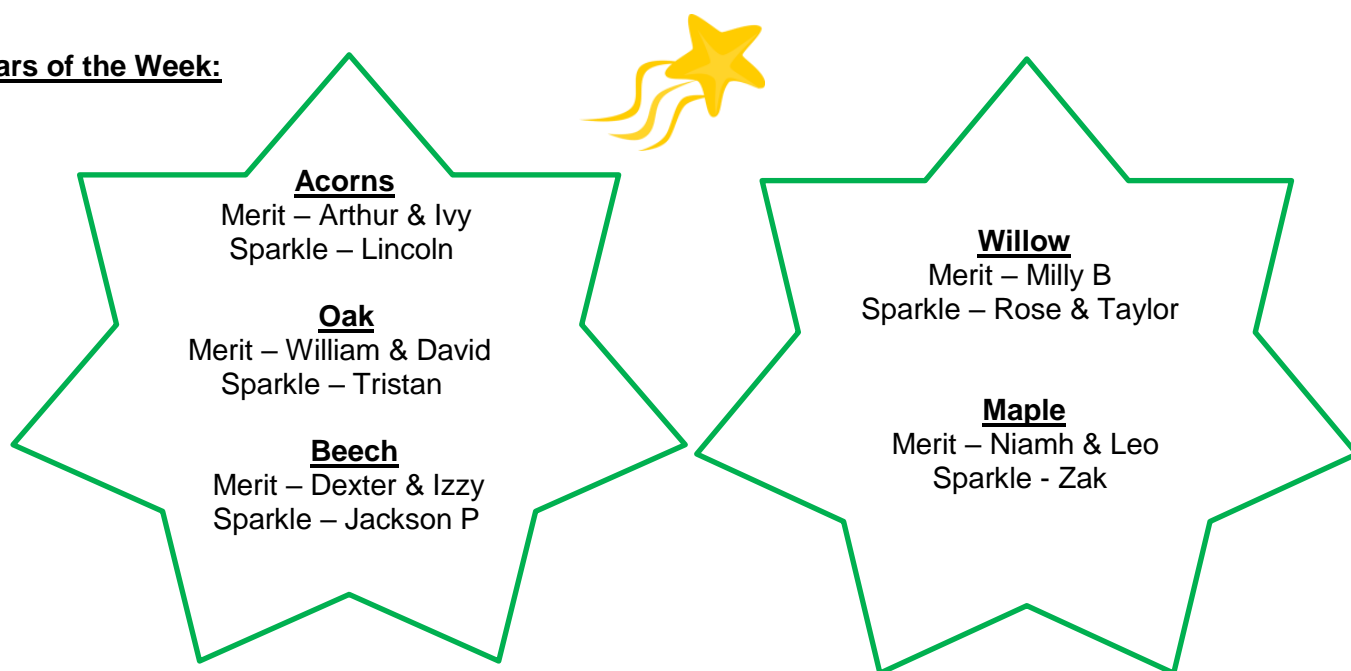 ars of the Week:
Acorns
Merit – Arthur & Ivy
Sparkle – Lincoln
Oak
Merit – William & David
Sparkle – Tristan
Beech
Merit – Dexter & Izzy
Sparkle – Jackson P
Willow
Merit – Milly B
Sparkle – Rose & Taylor
Maple
Merit – Niamh & Leo
Sparkle - Zak